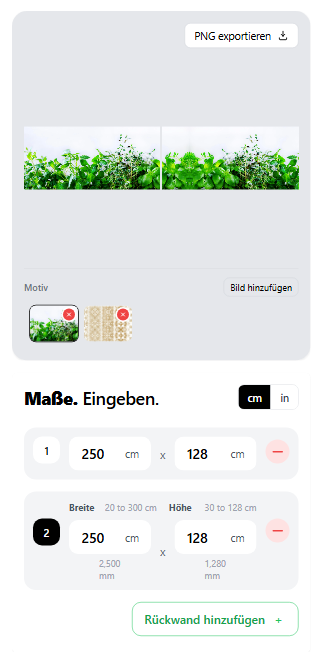 PNG exportieren
Motiv
Bild hinzufügen
Maße. Eingeben.
cm in
1 250 cm x 128 cm
Breite 20 to 300 cm Höhe 30 to 128 cm
2 250 cm x 128 cm
2,500 mm 1,280 mm
Rückwand hinzufügen +